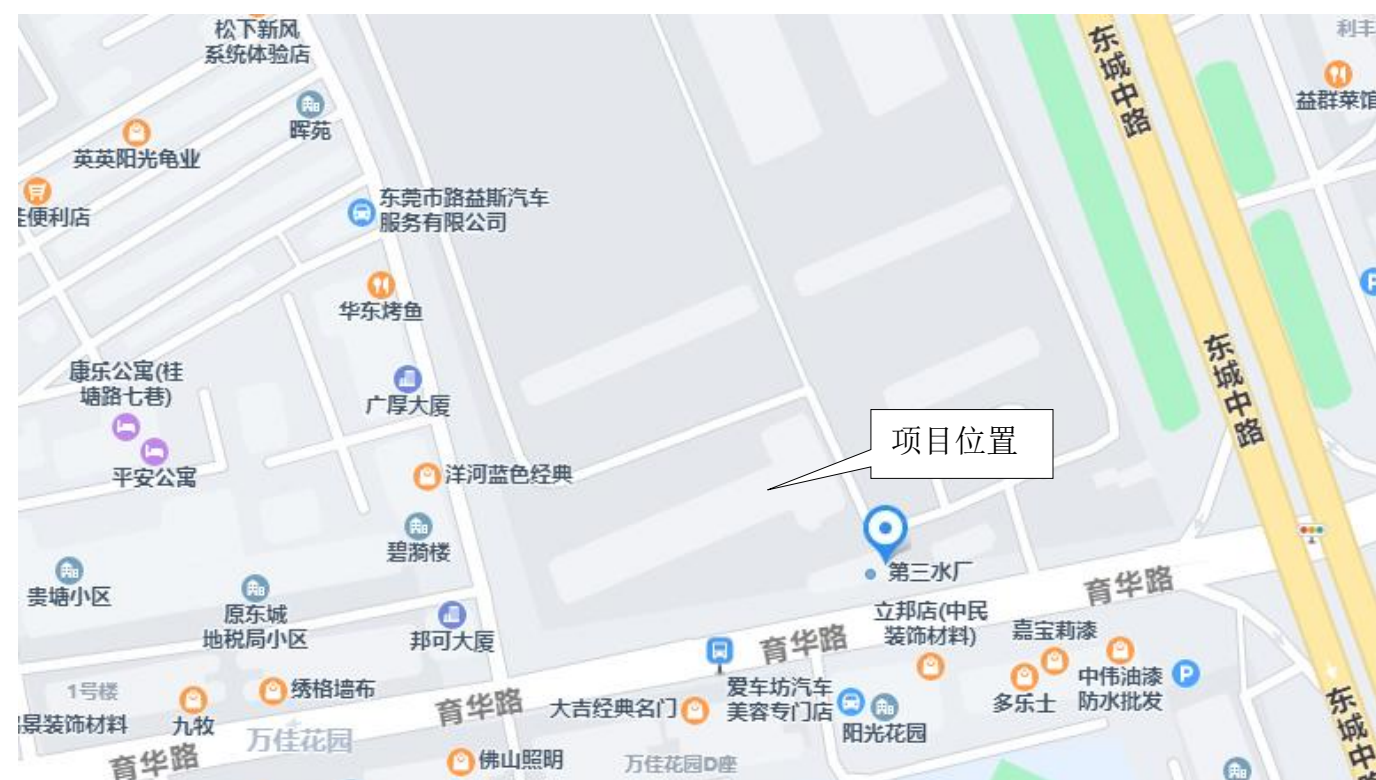 松下新风
系统体验店
利丰
东城中路
益群菜馆
晖苑
英英阳光龟业
便利店
东莞市路益斯汽车
服务有限公司
华东烤鱼
东城中路
康乐公寓(桂
塘路七巷)
广厚大厦
项目位置
平安公寓
洋河蓝色经典
碧漪楼
第三水厂
贵塘小区
育华路
原东城
地税局小区
邦可大厦
立邦店(中民
装饰材料)
嘉宝莉漆
育华路
1号楼
绣格墙布
爱车坊汽车
美容专门店
中伟油漆
防水批发
P
多乐士
东城中
景装饰材料
九牧
育华路
大吉经典名门
阳光花园
万佳花园
育华路
佛山照明
万佳花园D座